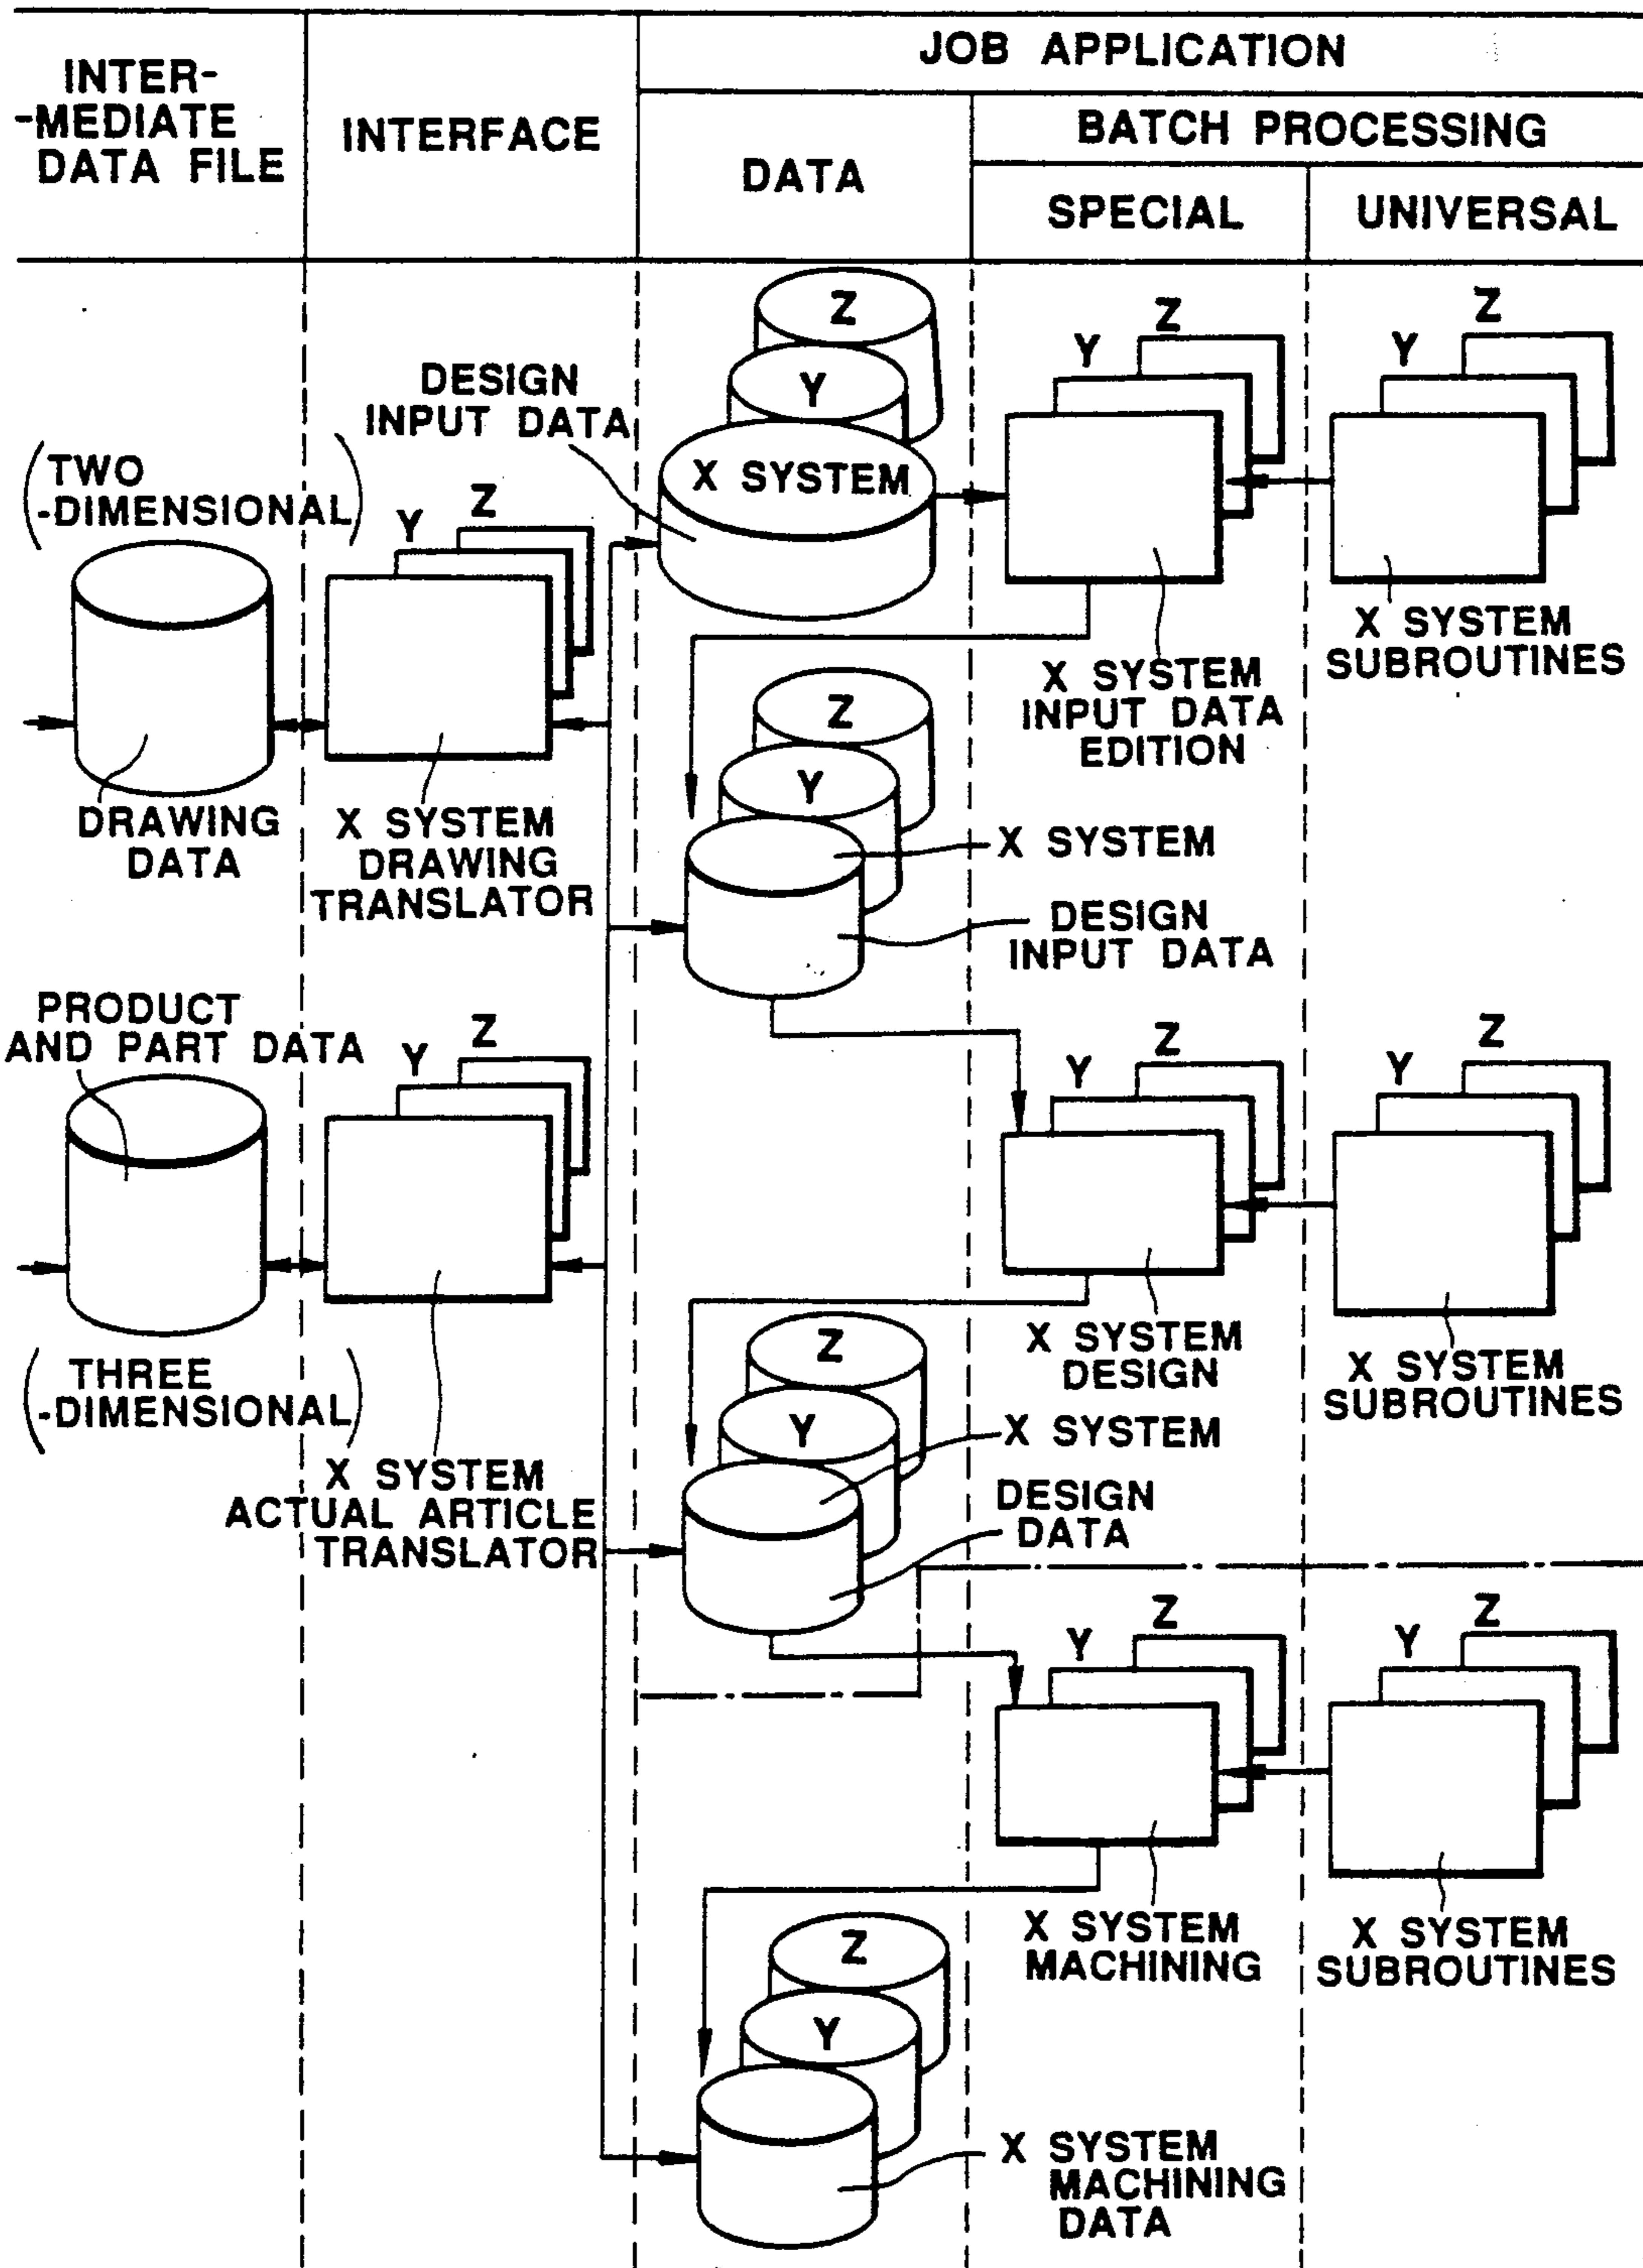 INTER-
-MEDIATE
DATA FILE
INTERFACE
JOB APPLICATION
DATA
BATCH PROCESSING
SPECIAL
UNIVERSAL
(TWO
-DIMENSIONAL)
DRAWING
DATA
Y
Z
X SYSTEM
DRAWING
TRANSLATOR
DESIGN
INPUT DATA
Z
Y
X SYSTEM
Y
Z
X SYSTEM
INPUT DATA
EDITION
Y
Z
X SYSTEM
SUBROUTINES
Z
Y
X SYSTEM
DESIGN
INPUT DATA
PRODUCT
AND PART DATA
(THREE
-DIMENSIONAL)
Y
Z
X SYSTEM
ACTUAL ARTICLE
TRANSLATOR
Y
Z
X SYSTEM
DESIGN
Y
Z
X SYSTEM
SUBROUTINES
Z
Y
X SYSTEM
DESIGN
DATA
Y
Z
X SYSTEM
MACHINING
Y
Z
X SYSTEM
SUBROUTINES
Z
Y
X SYSTEM
MACHINING
DATA